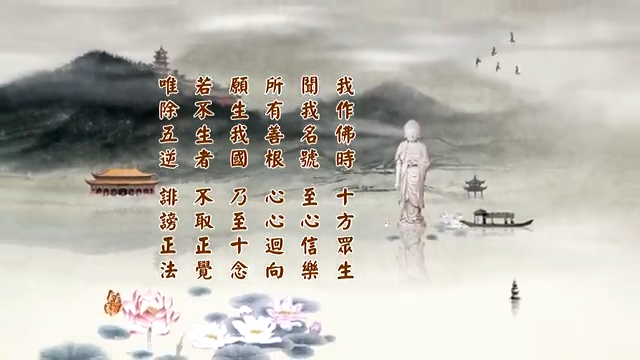 我作佛時 十方眾生
聞我名號 至心信樂
所有善根 心心迴向
願生我國 乃至十念
若不生者 不取正覺
唯除五逆 誹謗正法